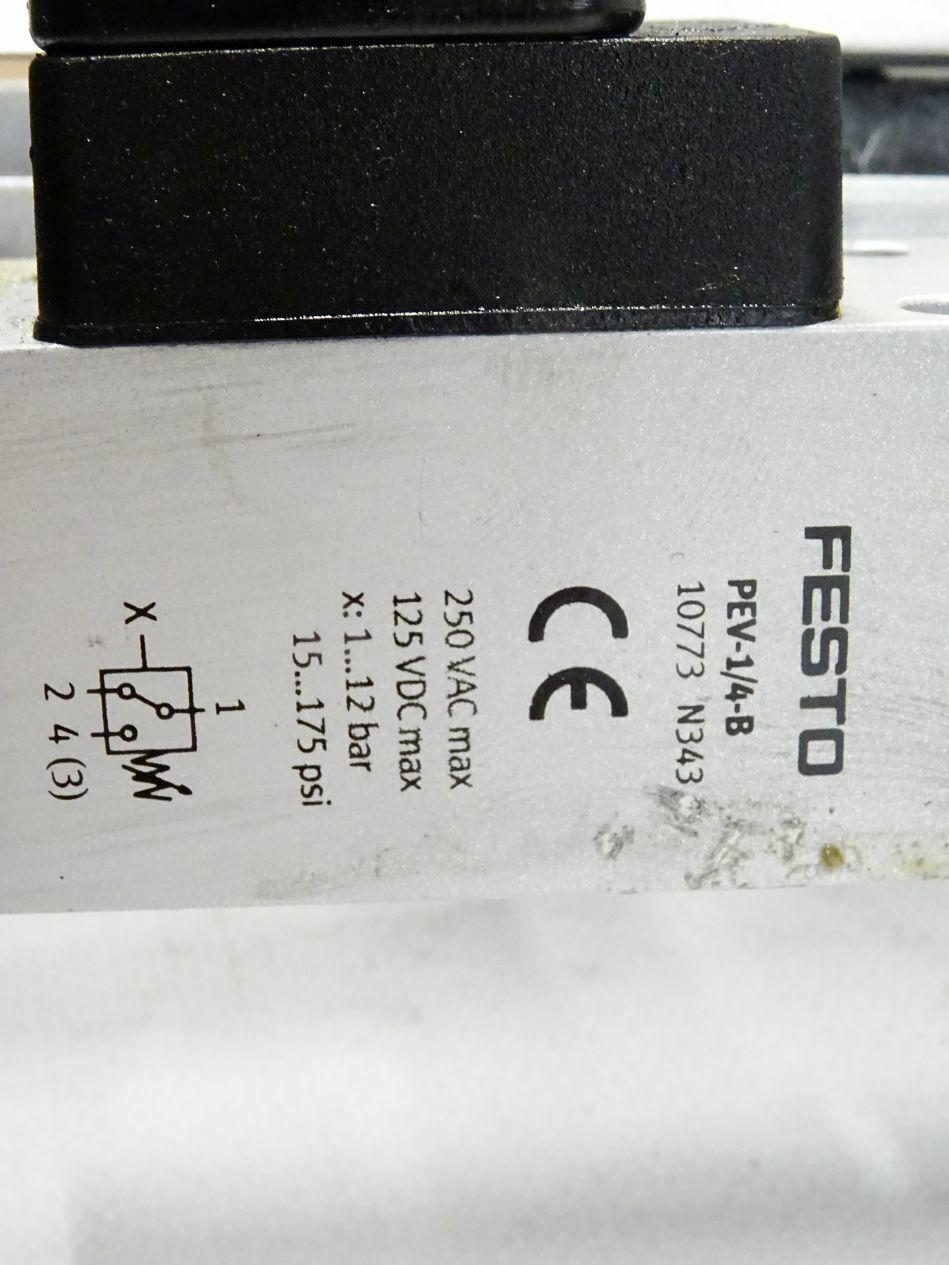 FESTO
PEV-1/4-B
10773 N343
CE
250 VAC max
125 VDC max
x: 1...12 bar
15...175 psi
1
X
2 4 (3)